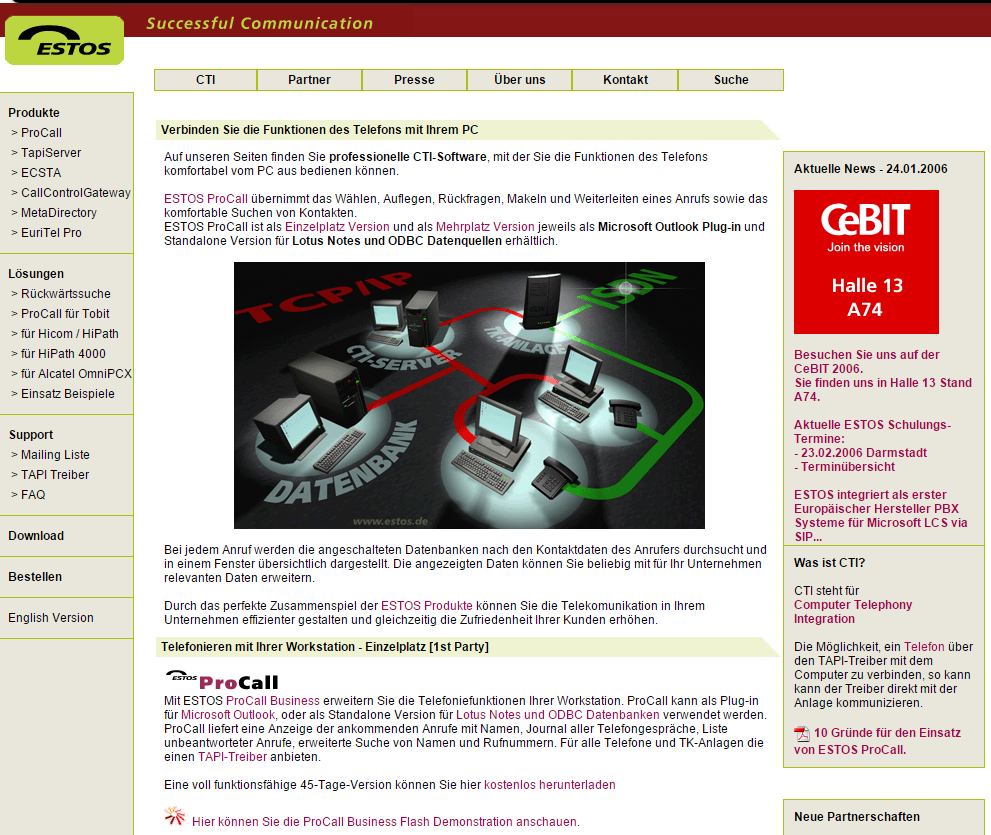 Successful Communication
ESTOS
CTI
Partner
Presse
Über uns
Kontakt
Suche
Produkte
> ProCall
> TapiServer
> ECSTA
> CallControlGateway
> MetaDirectory
> EuriTel Pro
Lösungen
> Rückwärtssuche
> ProCall für Tobit
> für Hicom / HiPath
> für HiPath 4000
> für Alcatel OmniPCX
> Einsatz Beispiele
Support
> Mailing Liste
> TAPI Treiber
> FAQ
Download
Bestellen
English Version
Verbinden Sie die Funktionen des Telefons mit Ihrem PC
Auf unseren Seiten finden Sie professionelle CTI-Software, mit der Sie die Funktionen des Telefons
komfortabel vom PC aus bedienen können.
ESTOS ProCall übernimmt das Wählen, Auflegen, Rückfragen, Makeln und Weiterleiten eines Anrufs sowie das
komfortable Suchen von Kontakten.
ESTOS ProCall ist als Einzelplatz Version und als Mehrplatz Version jeweils als Microsoft Outlook Plug-in und
Standalone Version für Lotus Notes und ODBC Datenquellen erhältlich.
TCP/IP
ISDN
CTI-SERVER
TK-ANLAGE
DATENBANK
www.estos.de
Bei jedem Anruf werden die angeschalteten Datenbanken nach den Kontaktdaten des Anrufers durchsucht und
in einem Fenster übersichtlich dargestellt. Die angezeigten Daten können Sie beliebig mit für Ihr Unternehmen
relevanten Daten erweitern.
Durch das perfekte Zusammenspiel der ESTOS Produkte können Sie die Telekomunikation in Ihrem
Unternehmen effizienter gestalten und gleichzeitig die Zufriedenheit Ihrer Kunden erhöhen.
Telefonieren mit Ihrer Workstation - Einzelplatz [1st Party]
ESTOS ProCall
Mit ESTOS ProCall Business erweitern Sie die Telefoniefunktionen Ihrer Workstation. ProCall kann als Plug-in
für Microsoft Outlook, oder als Standalone Version für Lotus Notes und ODBC Datenbanken verwendet werden.
ProCall liefert eine Anzeige der ankommenden Anrufe mit Namen, Journal aller Telefongespräche, Liste
unbeantworteter Anrufe, erweiterte Suche von Namen und Rufnummern. Für alle Telefone und TK-Anlagen die
einen TAPI-Treiber anbieten.
Eine voll funktionsfähige 45-Tage-Version können Sie hier kostenlos herunterladen
Hier können Sie die ProCall Business Flash Demonstration anschauen.
Aktuelle News - 24.01.2006
CeBIT
Join the vision
Halle 13
A74
Besuchen Sie uns auf der
CeBIT 2006.
Sie finden uns in Halle 13 Stand
A74.
Aktuelle ESTOS Schulungs-
Termine:
- 23.02.2006 Darmstadt
- Terminübersicht
ESTOS integriert als erster
Europäischer Hersteller PBX
Systeme für Microsoft LCS via
SIP...
Was ist CTI?
CTI steht für
Computer Telephony
Integration
Die Möglichkeit, ein Telefon über
den TAPI-Treiber mit dem
Computer zu verbinden, so kann
kann der Treiber direkt mit der
Anlage kommunizieren.
10 Gründe für den Einsatz
von ESTOS ProCall.
Neue Partnerschaften